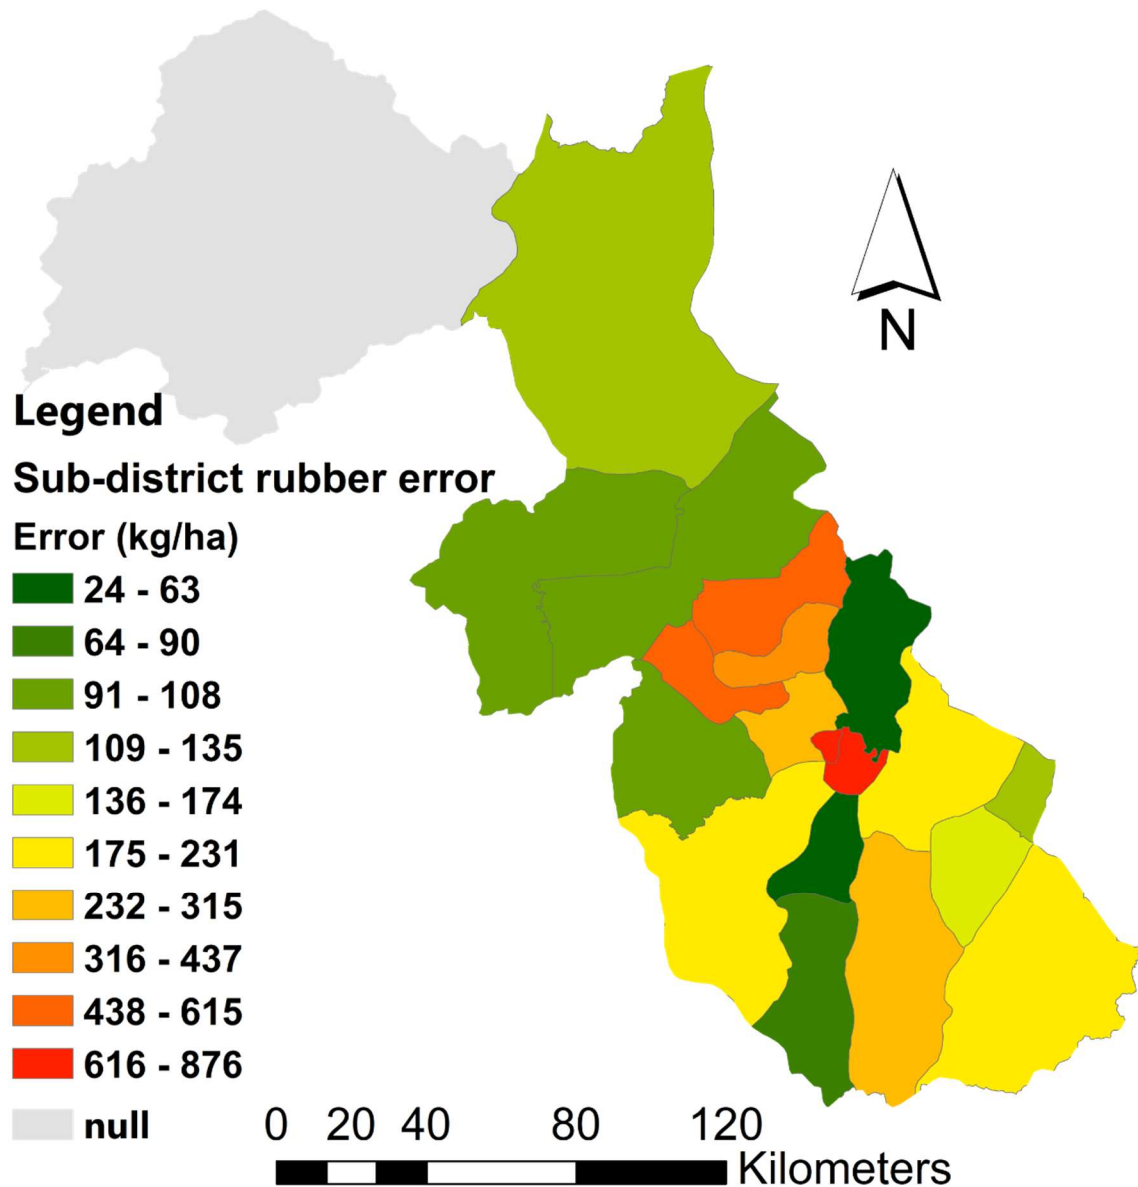 N
Legend
Sub-district rubber error
Error (kg/ha)
24 - 63
64 - 90
91 - 108
109 - 135
136 - 174
175 - 231
232 - 315
316 - 437
438 - 615
616 - 876
null
0 20 40 80 120
Kilometers